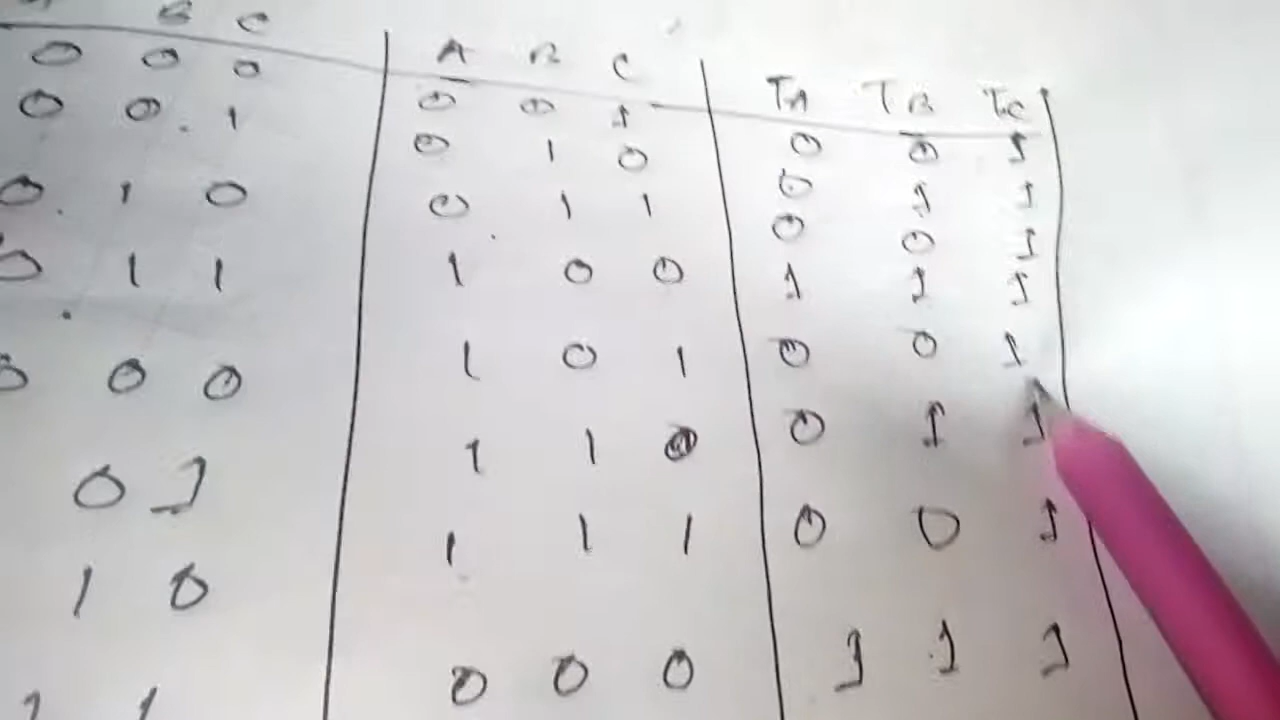 B C A B C TA TB TC
0 0 0 0 0 1 0 0 1
0 0 1 0 1 0 0 1 1
0 1 0 0 1 1 0 0 1
0 1 1 1 0 0 1 1 1
0 0 0 1 0 1 0 0 1
0 1 1 1 0 0 1 1
1 0 1 1 1 0 0 1
1 1 0 0 0 1 1 1